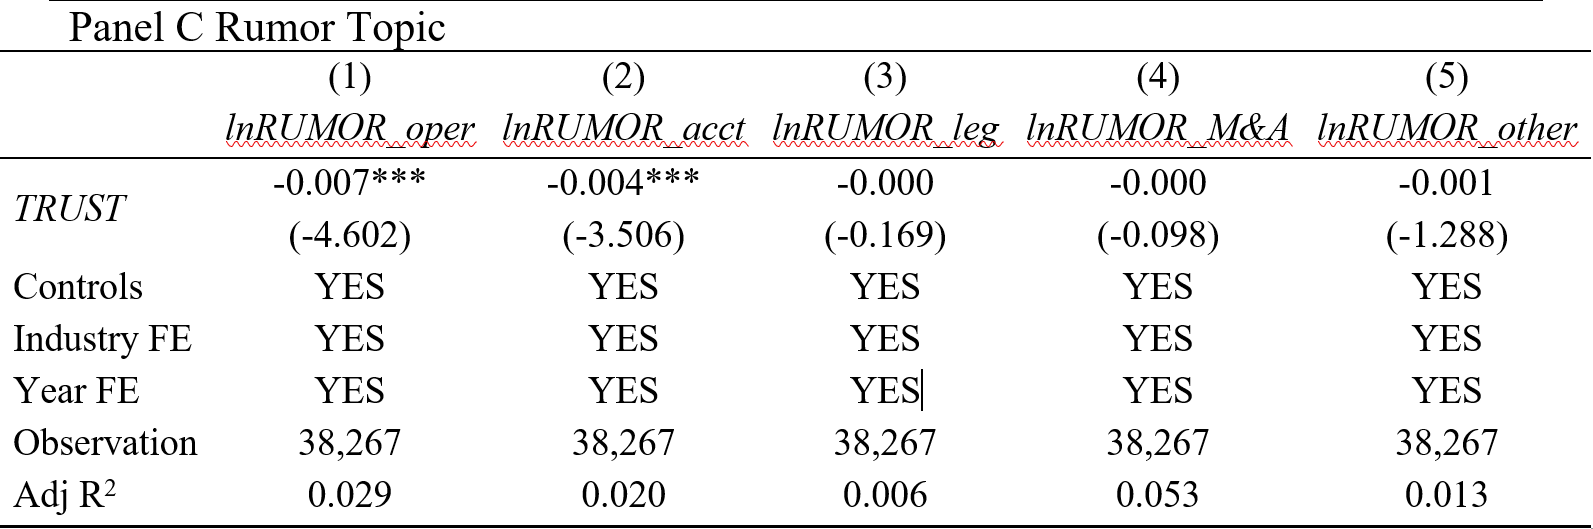 Panel C Rumor Topic
(1) (2) (3) (4) (5)
lnRUMOR_oper lnRUMOR_acct lnRUMOR_leg lnRUMOR_M&A lnRUMOR_other
TRUST -0.007*** -0.004*** -0.000 -0.000 -0.001
(-4.602) (-3.506) (-0.169) (-0.098) (-1.288)
Controls YES YES YES YES YES
Industry FE YES YES YES YES YES
Year FE YES YES YES YES YES
Observation 38,267 38,267 38,267 38,267 38,267
Adj R² 0.029 0.020 0.006 0.053 0.013